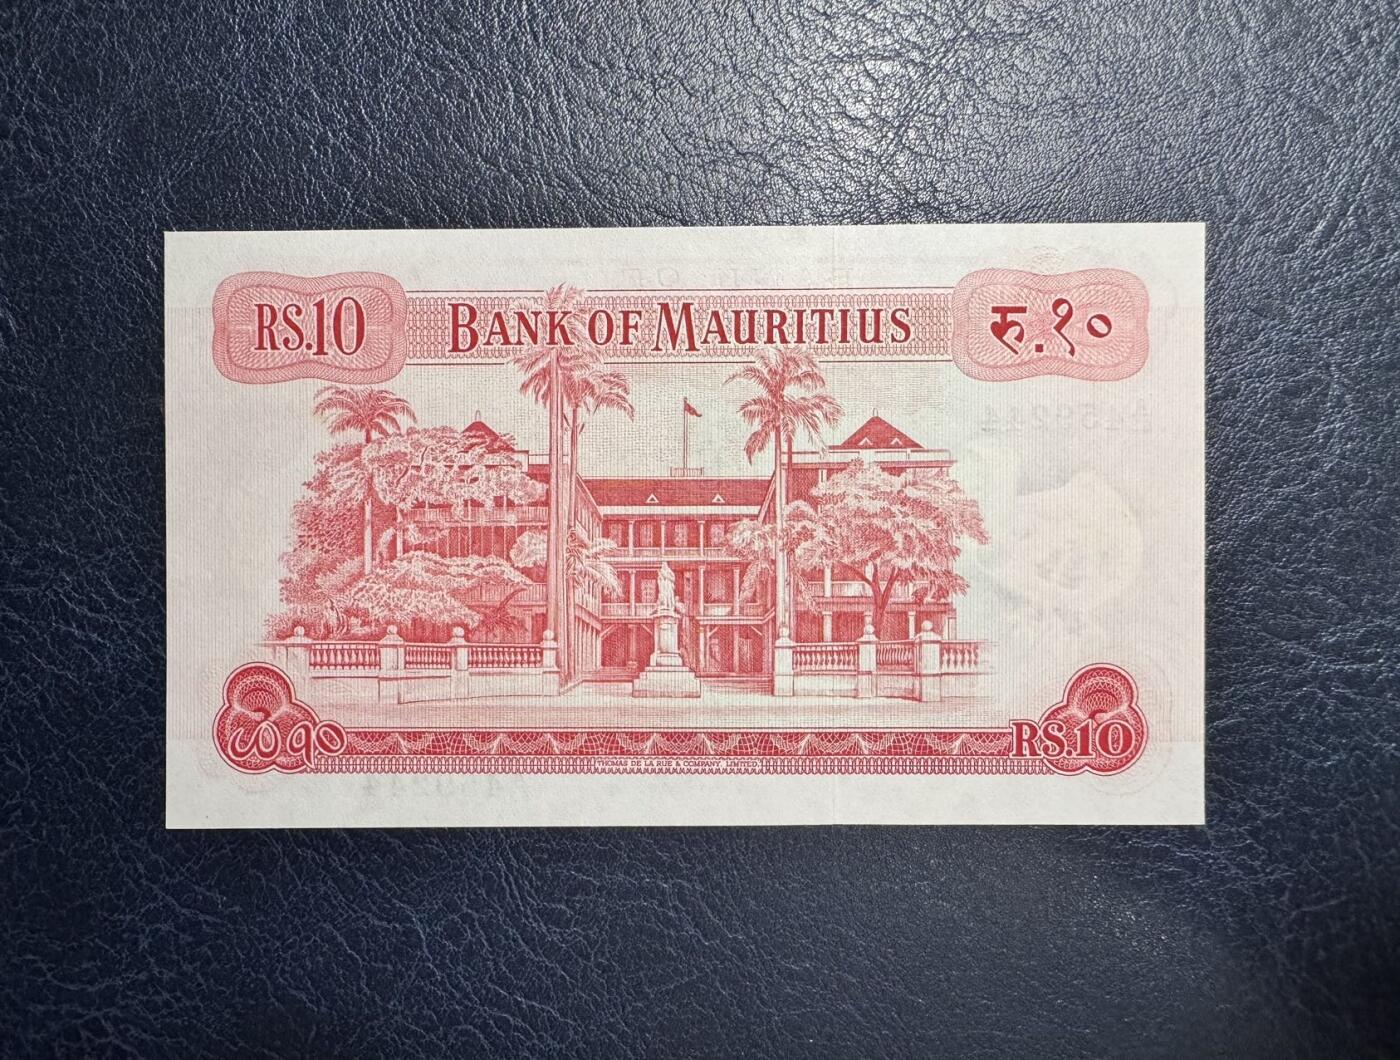 RS.10
BANK OF MAURITIUS
रु.१०
RS.10
THOMAS DE LA RUE & COMPANY, LIMITED.